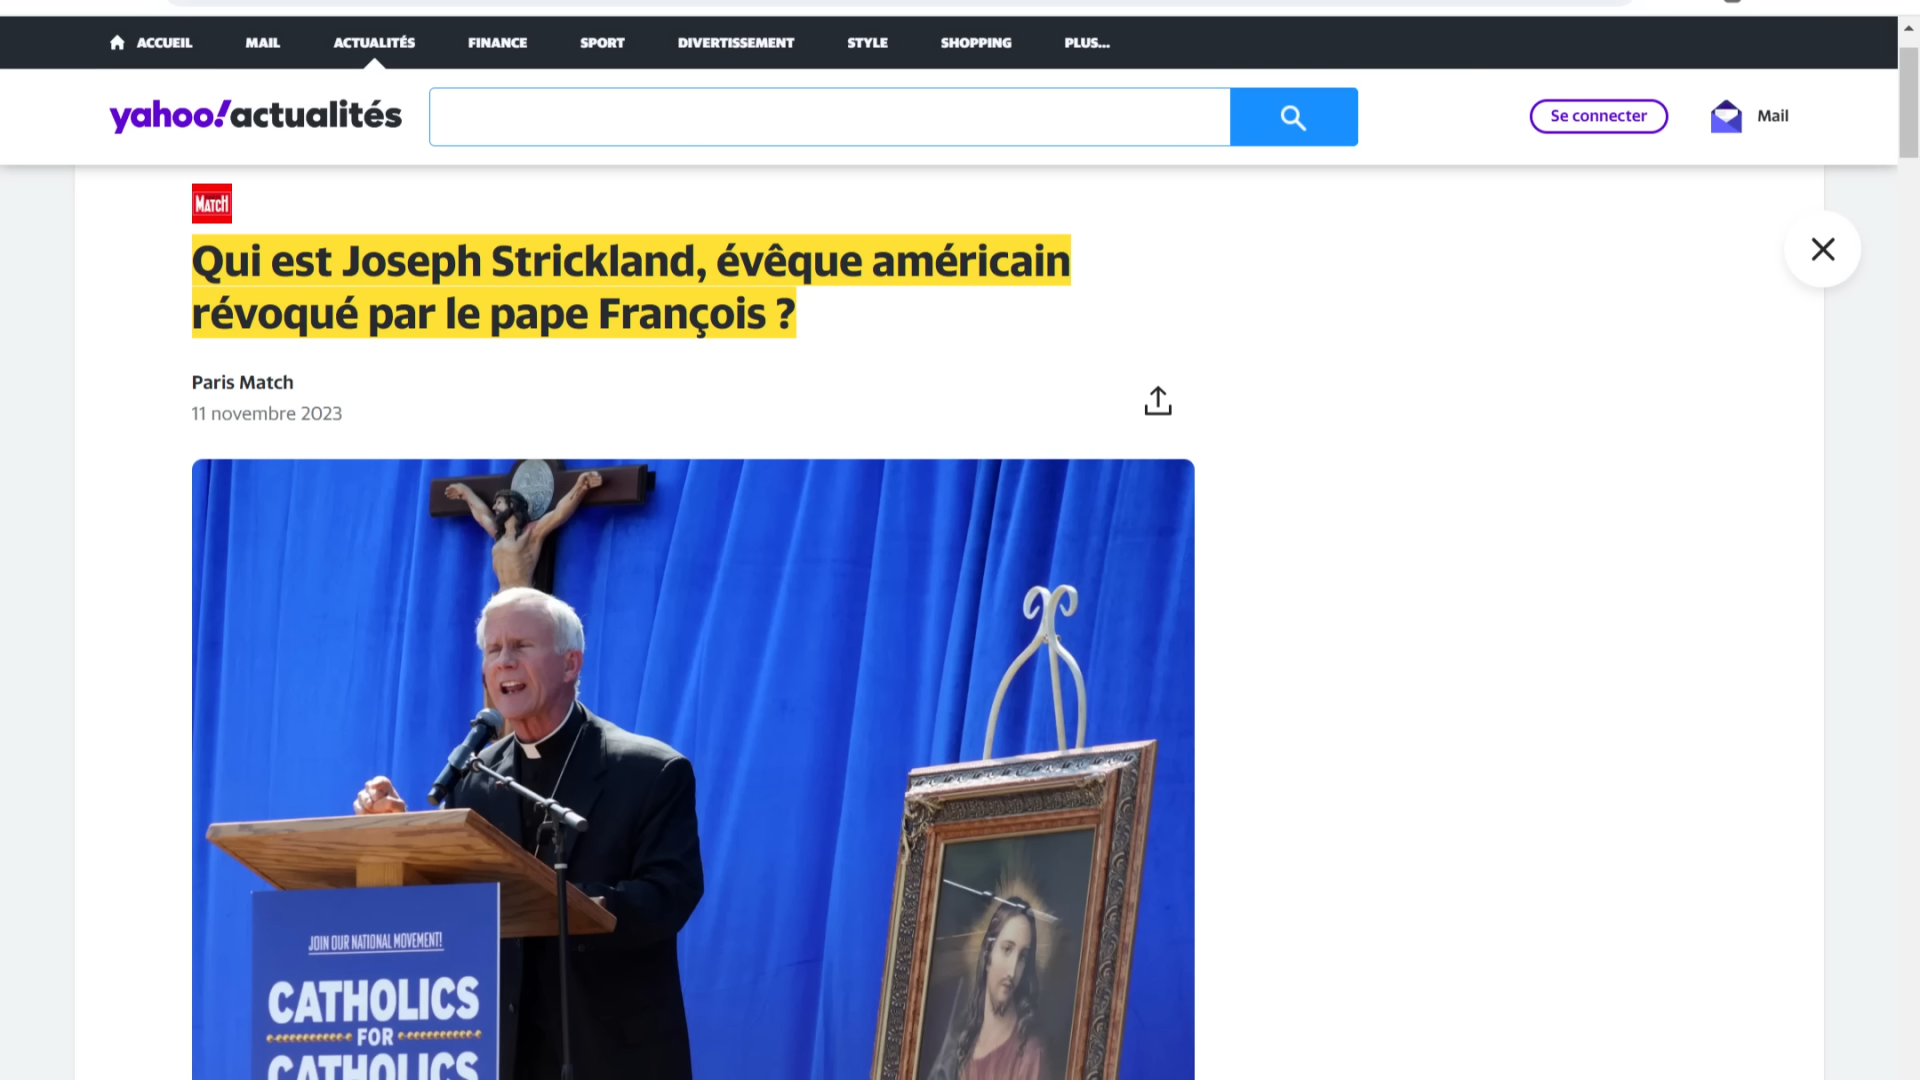 ACCUEIL MAIL ACTUALITÉS FINANCE SPORT DIVERTISSEMENT STYLE SHOPPING PLUS...
yahoo!actualités
Se connecter
Mail
MATCH
Qui est Joseph Strickland, évêque américain
révoqué par le pape François ?
Paris Match
11 novembre 2023
JOIN OUR NATIONAL MOVEMENT!
CATHOLICS
FOR
CATHOLICS